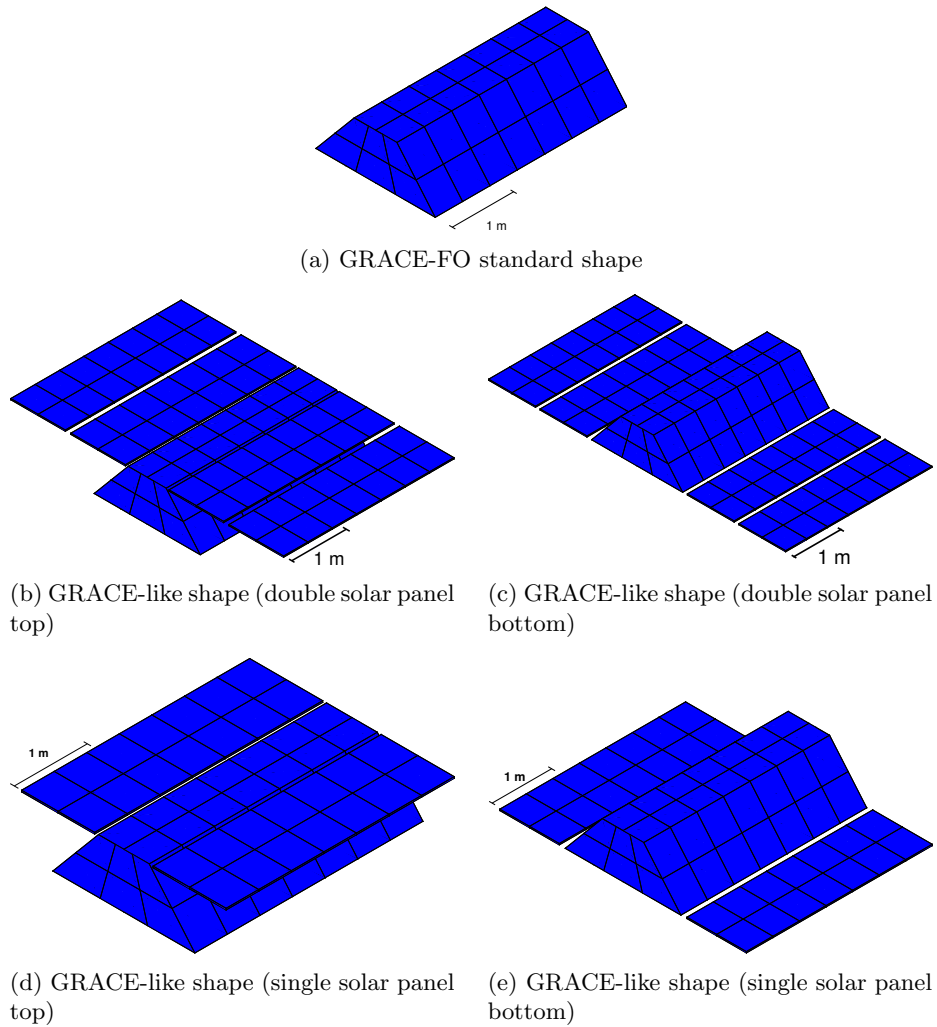 1 m
(a) GRACE-FO standard shape
1 m
1 m
(b) GRACE-like shape (double solar panel
top)
(c) GRACE-like shape (double solar panel
bottom)
1 m
1 m
(d) GRACE-like shape (single solar panel
top)
(e) GRACE-like shape (single solar panel
bottom)